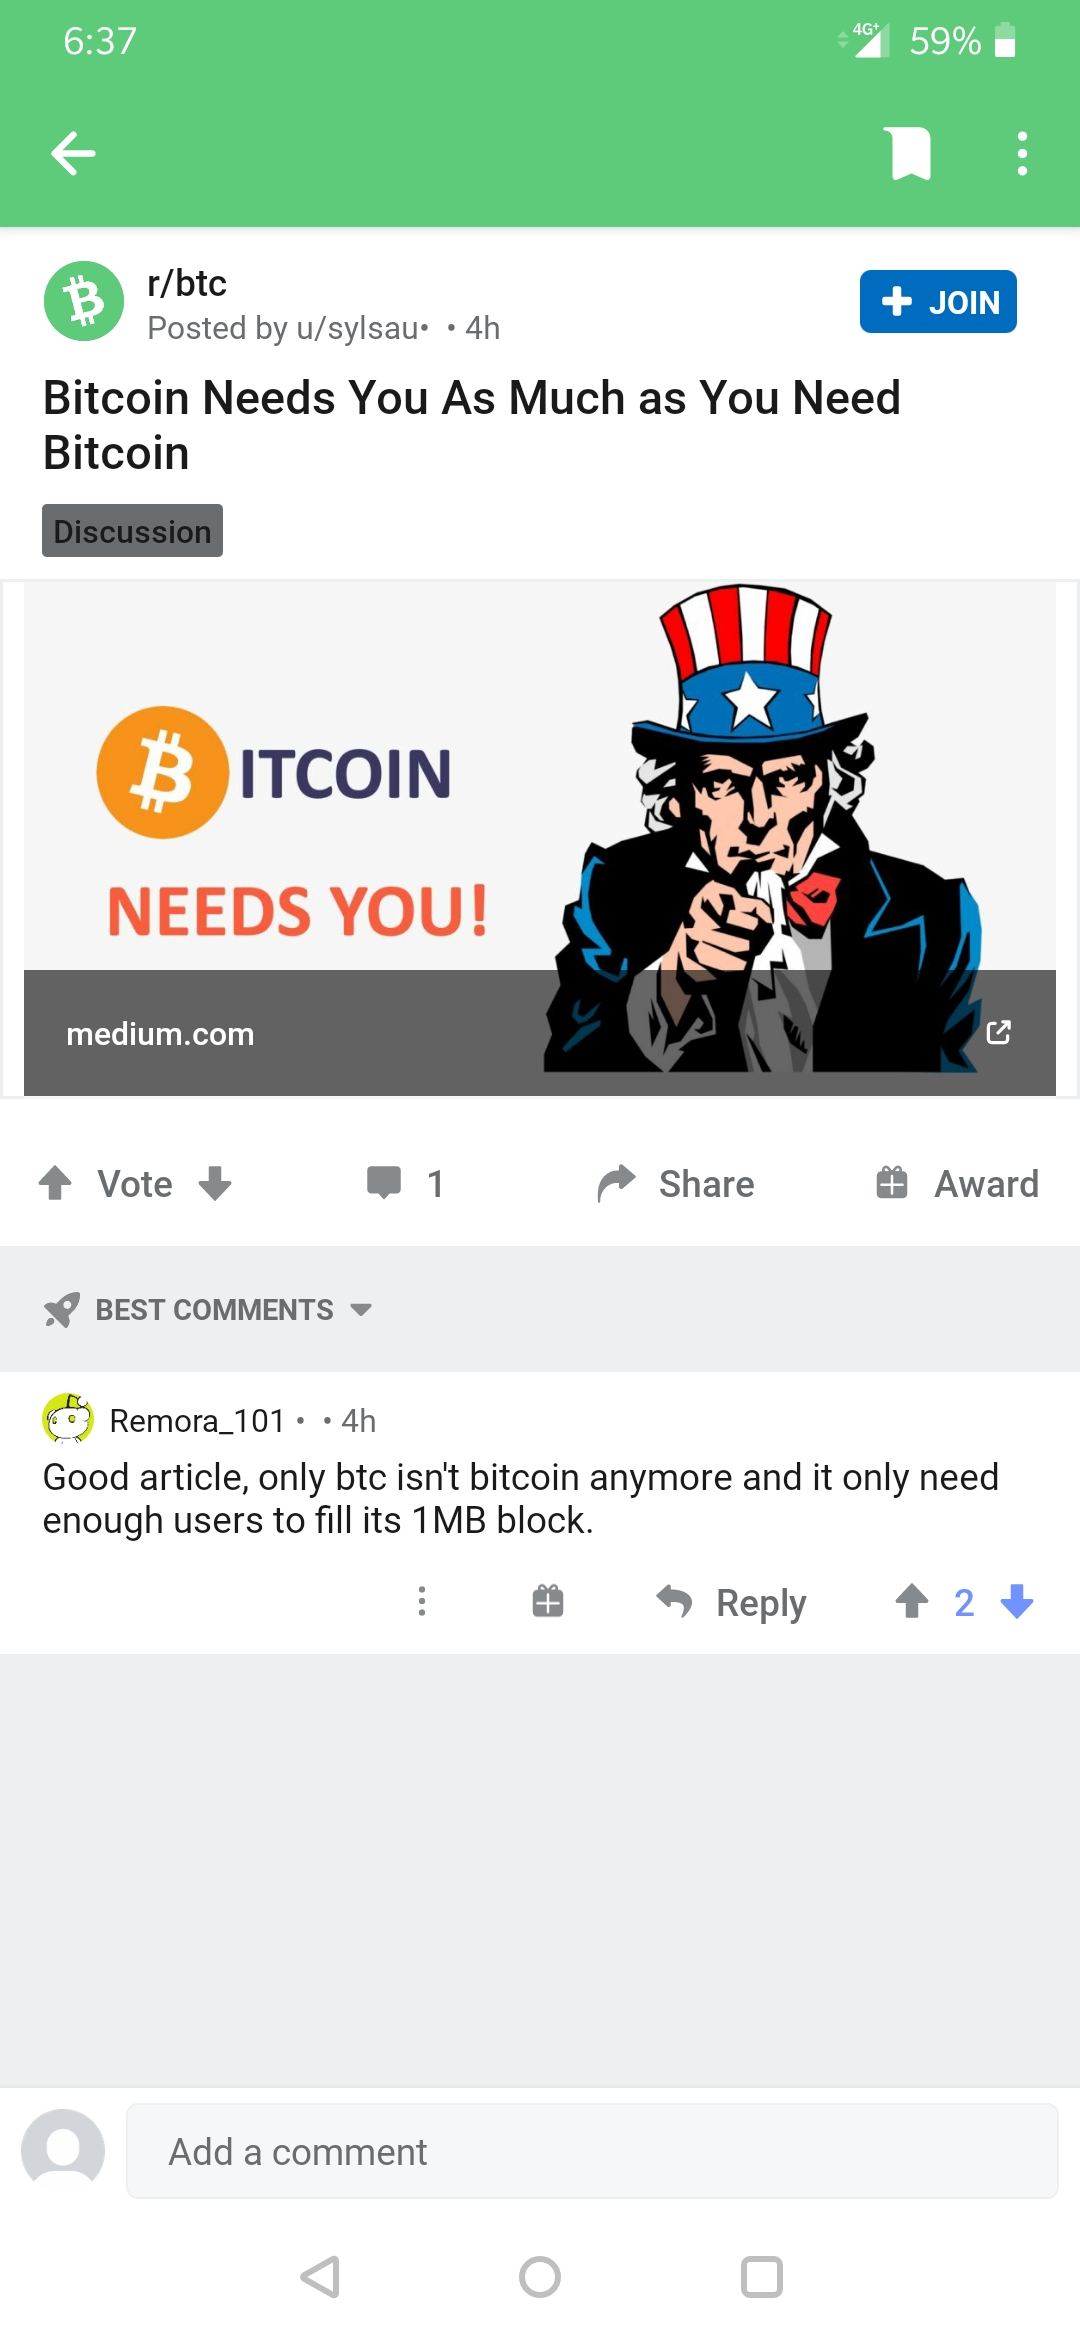 6:37
4G+ 59%
r/btc
Posted by u/sylsau• • 4h
JOIN
Bitcoin Needs You As Much as You Need
Bitcoin
Discussion
₿ITCOIN
NEEDS YOU!
medium.com
Vote 1 Share Award
BEST COMMENTS
Remora_101 • • 4h
Good article, only btc isn't bitcoin anymore and it only need
enough users to fill its 1MB block.
Reply 2
Add a comment